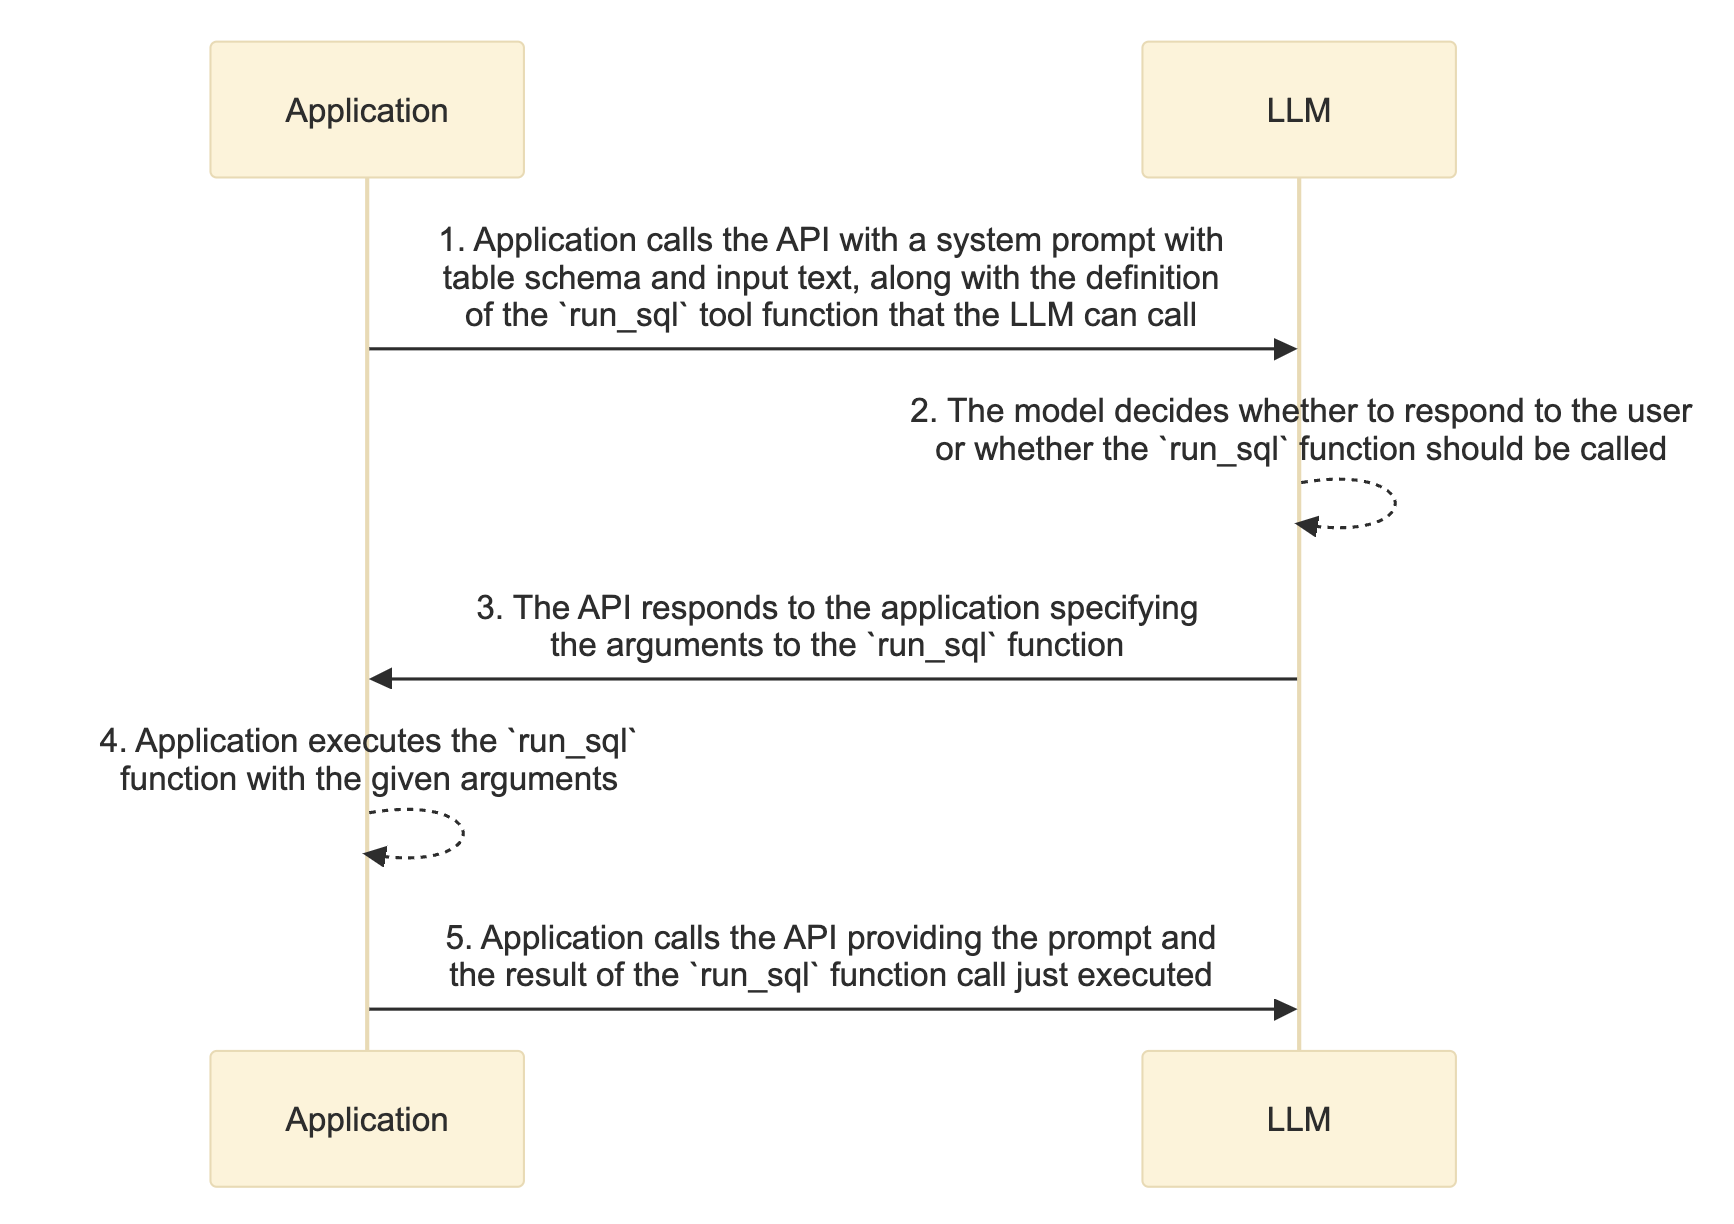 Application
LLM
1. Application calls the API with a system prompt with
table schema and input text, along with the definition
of the `run_sql` tool function that the LLM can call
2. The model decides whether to respond to the user
or whether the `run_sql` function should be called
3. The API responds to the application specifying
the arguments to the `run_sql` function
4. Application executes the `run_sql`
function with the given arguments
5. Application calls the API providing the prompt and
the result of the `run_sql` function call just executed
Application
LLM